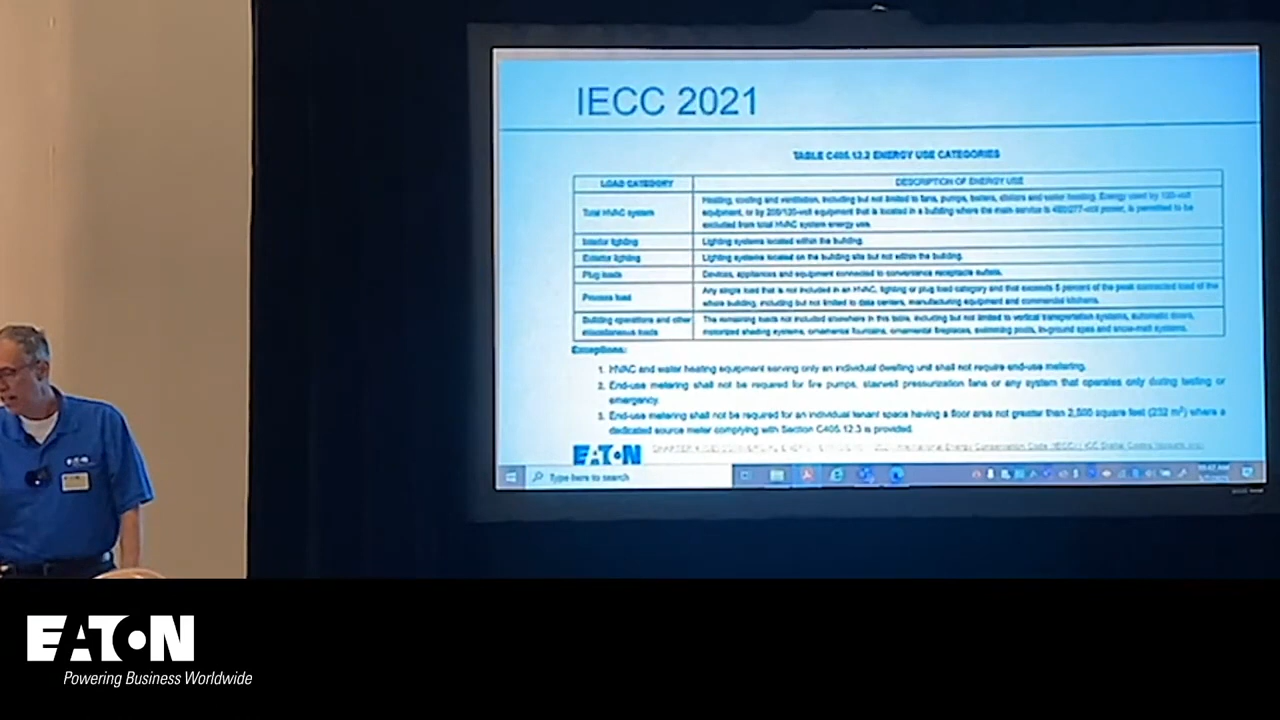 IECC 2021
TABLE C405.12.2 ENERGY USE CATEGORIES
LOAD CATEGORY
DESCRIPTION OF ENERGY USE
Total HVAC system
Heating, cooling and ventilation, including but not limited to fans, pumps, boilers, chillers and water heating. Energy used by 120-volt
equipment, or by 208/120-volt equipment that is located in a building where the main service is 480/277-volt power, is permitted to be
excluded from total HVAC system energy use.
Interior lighting
Lighting systems located within the building.
Exterior lighting
Lighting systems located on the building site but not within the building.
Plug loads
Devices, appliances and equipment connected to convenience receptacle outlets.
Process load
Any single load that is not included in an HVAC, lighting or plug load category and that exceeds 5 percent of the peak connected load of the
whole building, including but not limited to data centers, manufacturing equipment and commercial kitchens.
Building operations and other
miscellaneous loads
The remaining loads not included elsewhere in this table, including but not limited to vertical transportation systems, automatic doors,
motorized shading systems, ornamental fountains, ornamental fireplaces, swimming pools, in-ground spas and snow-melt systems.
Exceptions:
1. HVAC and water heating equipment serving only an individual dwelling unit shall not require end-use metering.
2. End-use metering shall not be required for fire pumps, stairwell pressurization fans or any system that operates only during testing or
emergency.
3. End-use metering shall not be required for an individual tenant space having a floor area not greater than 2,500 square feet (232 m²) where a
dedicated source meter complying with Section C405.12.3 is provided.
EATON
Type here to search
EATON
Powering Business Worldwide